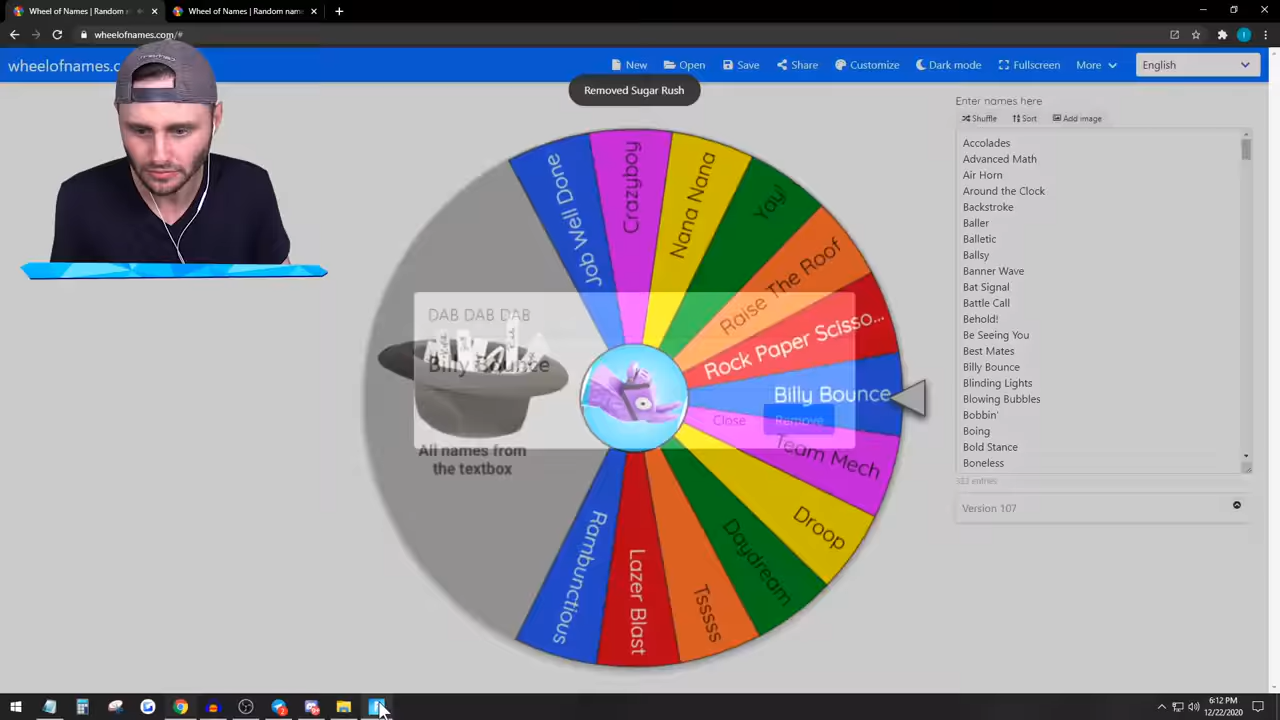 Wheel of Names | Random n
Wheel of Names | Random nam
wheelofnames.com/#
wheelofnames.c
New
Open
Save
Share
Customize
Dark mode
Fullscreen
More
English
Removed Sugar Rush
Enter names here
Shuffle
Sort
Add image
Accolades
Advanced Math
Air Horn
Around the Clock
Backstroke
Baller
Balletic
Ballsy
Banner Wave
Bat Signal
Battle Call
Behold!
Be Seeing You
Best Mates
Billy Bounce
Blinding Lights
Blowing Bubbles
Bobbin'
Boing
Bold Stance
Boneless
Version 107
Job Well Done
Crazyboy
Nana Nana
Yay!
Raise The Roof
Rock Paper Scisso...
Billy Bounce
Team Mech
Droop
Daydream
Tsssss
Lazer Blast
Rambunctious
DAB DAB DAB
Billy Bounce
Close
Remove
All names from
the textbox
6:12 PM
12/22/2020